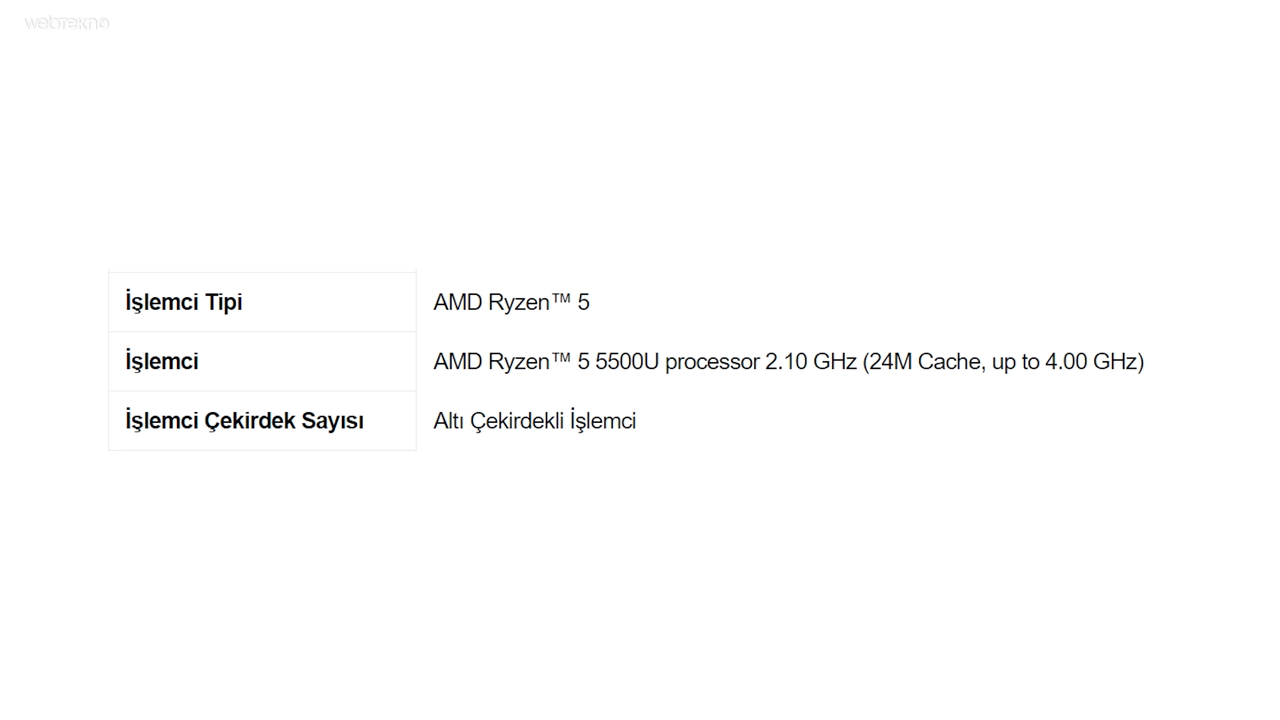 webtekno
İşlemci Tipi AMD Ryzen™ 5
İşlemci AMD Ryzen™ 5 5500U processor 2.10 GHz (24M Cache, up to 4.00 GHz)
İşlemci Çekirdek Sayısı Altı Çekirdekli İşlemci